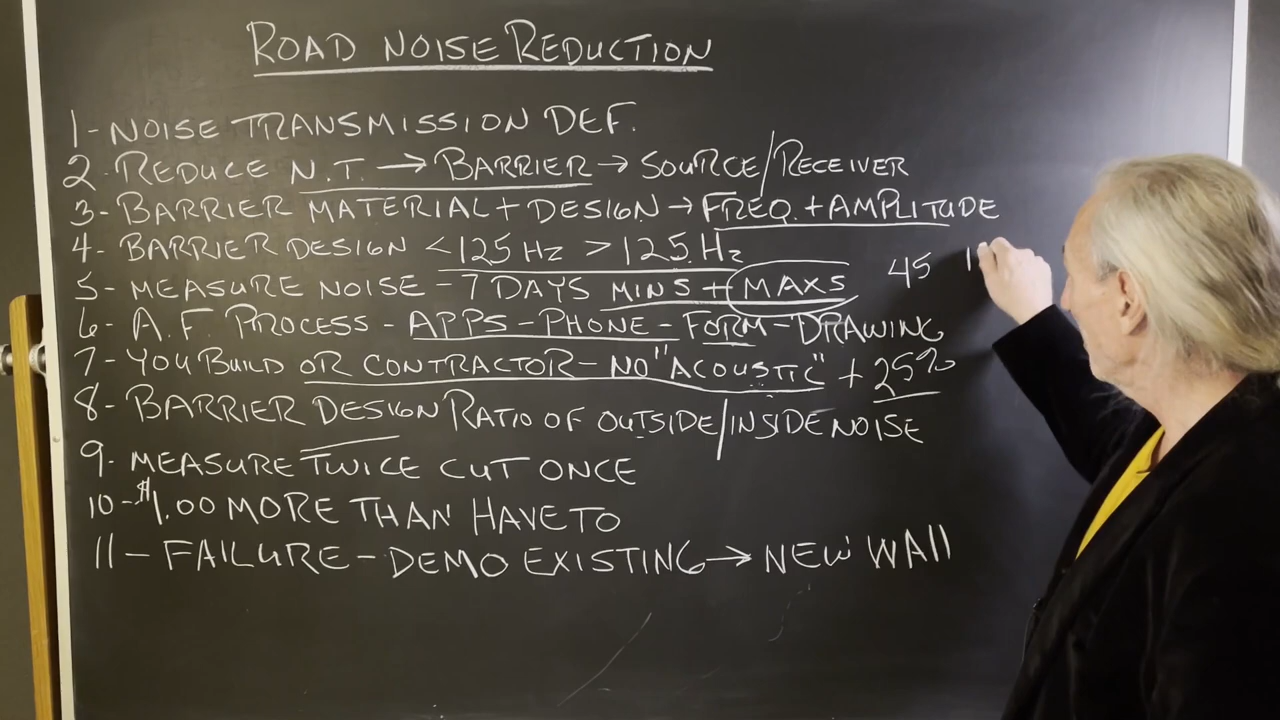 ROAD NOISE REDUCTION
1- NOISE TRANSMISSION DEF.
2- REDUCE N.T. → BARRIER → SOURCE/RECEIVER
3- BARRIER MATERIAL + DESIGN → FREQ. + AMPLITUDE
4- BARRIER DESIGN <125 Hz >125 Hz
5- MEASURE NOISE - 7 DAYS MINS + MAXS 45
6- A.F. PROCESS - APPS - PHONE - FORM - DRAWING
7- YOU BUILD OR CONTRACTOR - NO "ACOUSTIC" + 25%
8- BARRIER DESIGN RATIO OF OUTSIDE/INSIDE NOISE
9- MEASURE TWICE CUT ONCE
10- $1.00 MORE THAN HAVE TO
11- FAILURE - DEMO EXISTING → NEW WAll